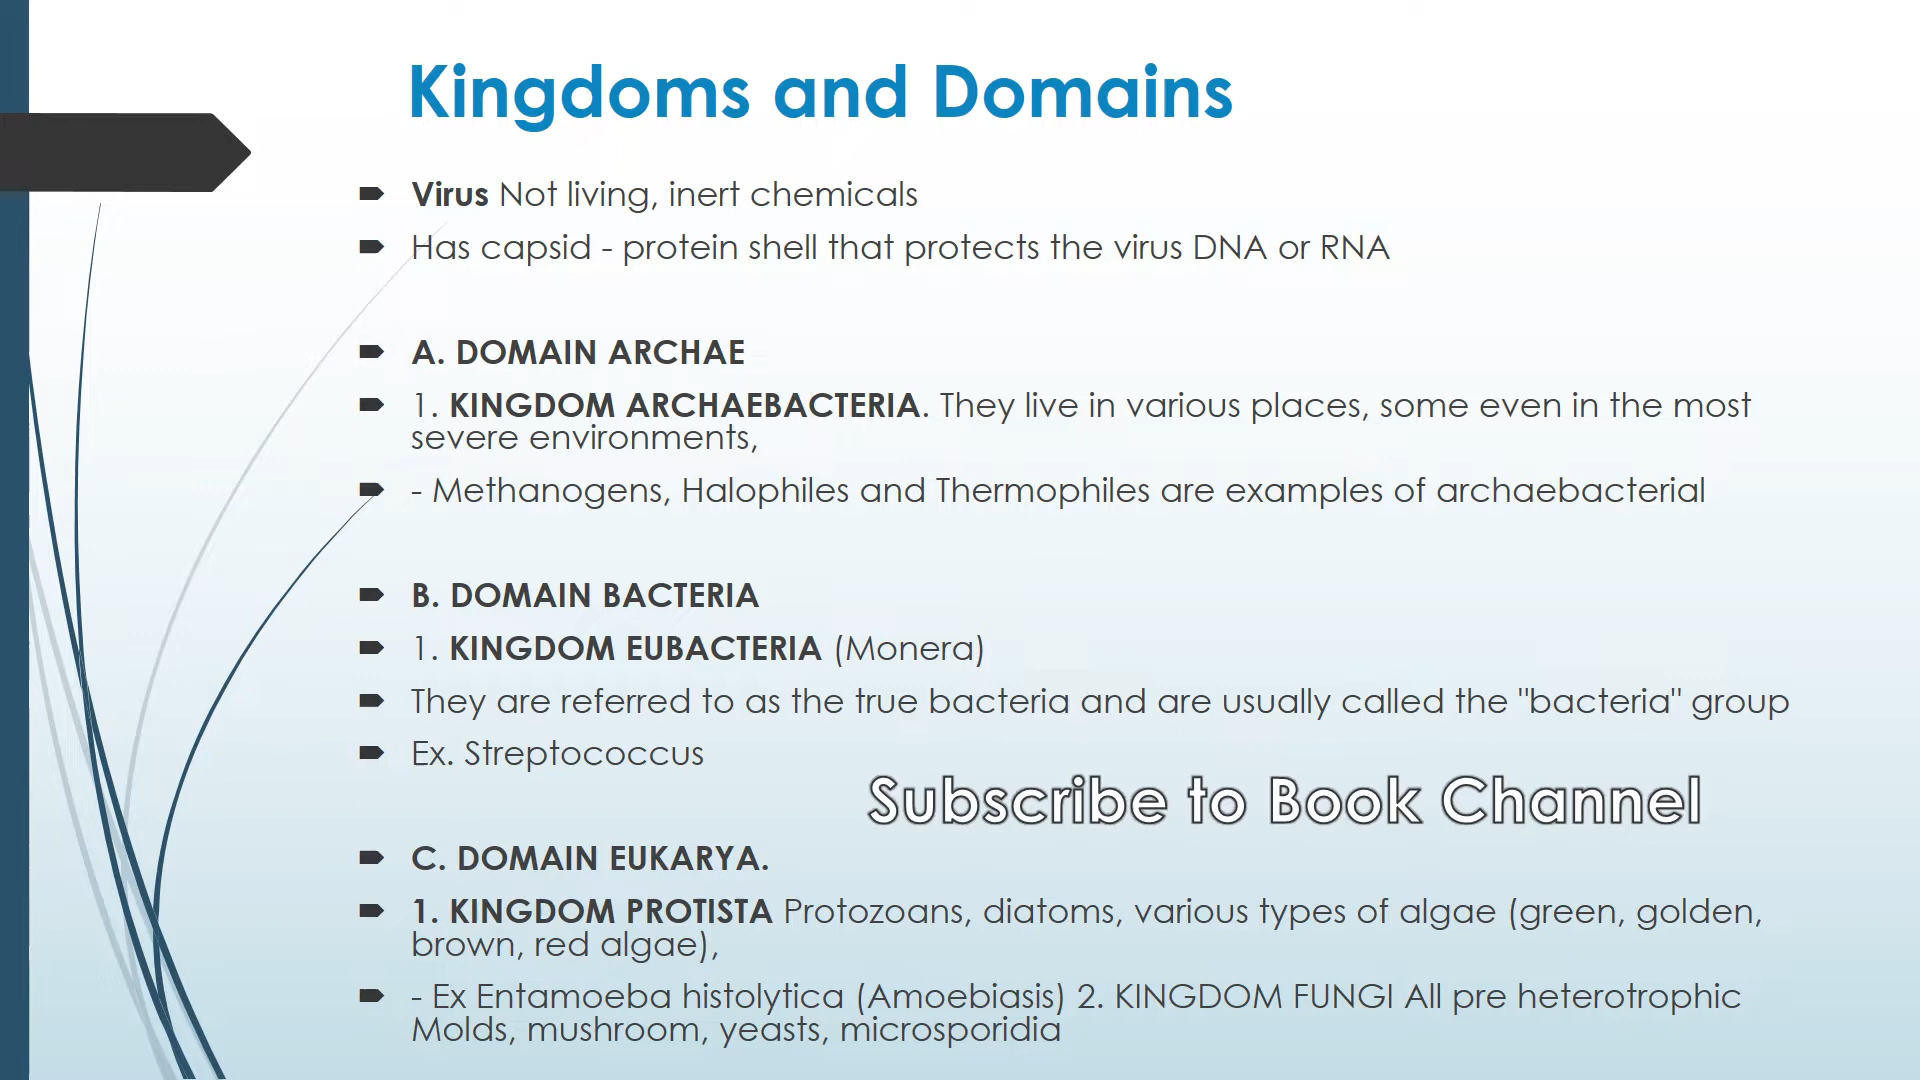 Kingdoms and Domains
Virus Not living, inert chemicals
Has capsid - protein shell that protects the virus DNA or RNA
A. DOMAIN ARCHAE
1. KINGDOM ARCHAEBACTERIA. They live in various places, some even in the most
severe environments,
- Methanogens, Halophiles and Thermophiles are examples of archaebacterial
B. DOMAIN BACTERIA
1. KINGDOM EUBACTERIA (Monera)
They are referred to as the true bacteria and are usually called the "bacteria" group
Ex. Streptococcus
Subscribe to Book Channel
C. DOMAIN EUKARYA.
1. KINGDOM PROTISTA Protozoans, diatoms, various types of algae (green, golden,
brown, red algae),
- Ex Entamoeba histolytica (Amoebiasis) 2. KINGDOM FUNGI All pre heterotrophic
Molds, mushroom, yeasts, microsporidia